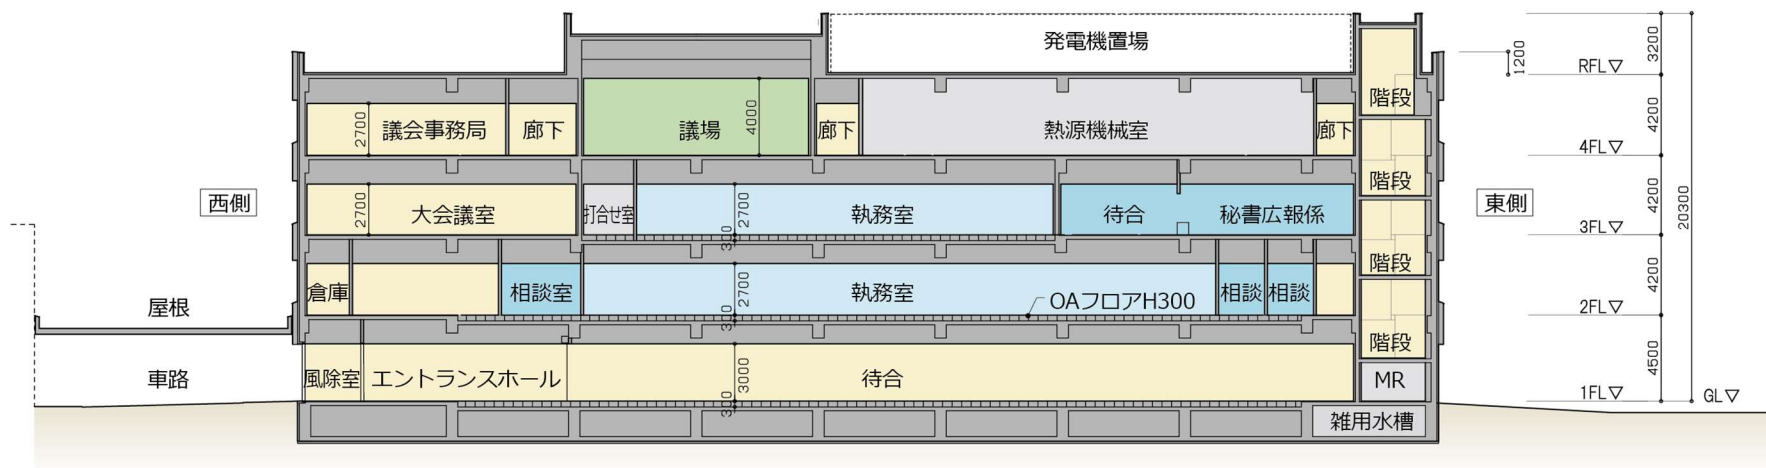 発電機置場
3200
1200
RFL▽
階段
2700
議会事務局
廊下
議場
4000
廊下
熱源機械室
廊下
4200
4FL▽
西側
2700
大会議室
打合せ室
2700
執務室
待合
秘書広報係
階段
東側
4200
20300
300
3FL▽
倉庫
相談室
2700
執務室
相談
相談
階段
4200
屋根
OAフロアH300
300
2FL▽
車路
風除室
エントランスホール
3000
待合
階段
MR
4500
300
1FL▽
GL▽
雑用水槽